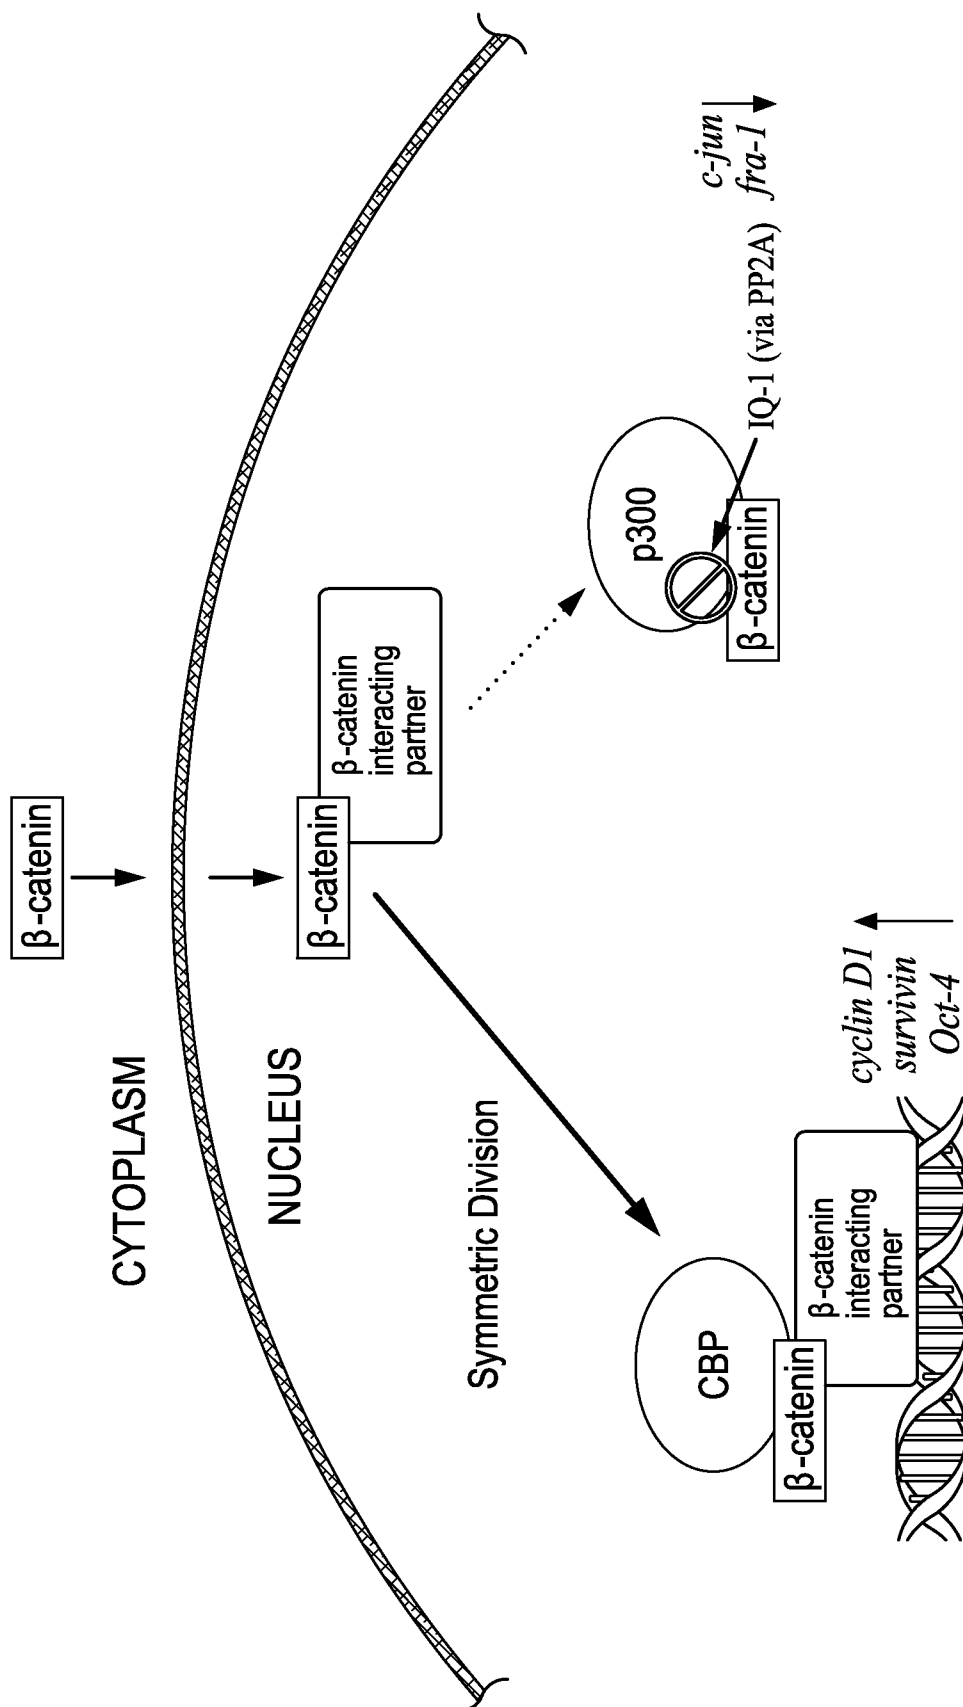 β-catenin
CYTOPLASM
NUCLEUS
β-catenin
β-catenin
interacting
partner
Symmetric Division
CBP
β-catenin
β-catenin
interacting
partner
cyclin D1
survivin
Oct-4
p300
β-catenin
IQ-1 (via PP2A)
c-jun
fra-1